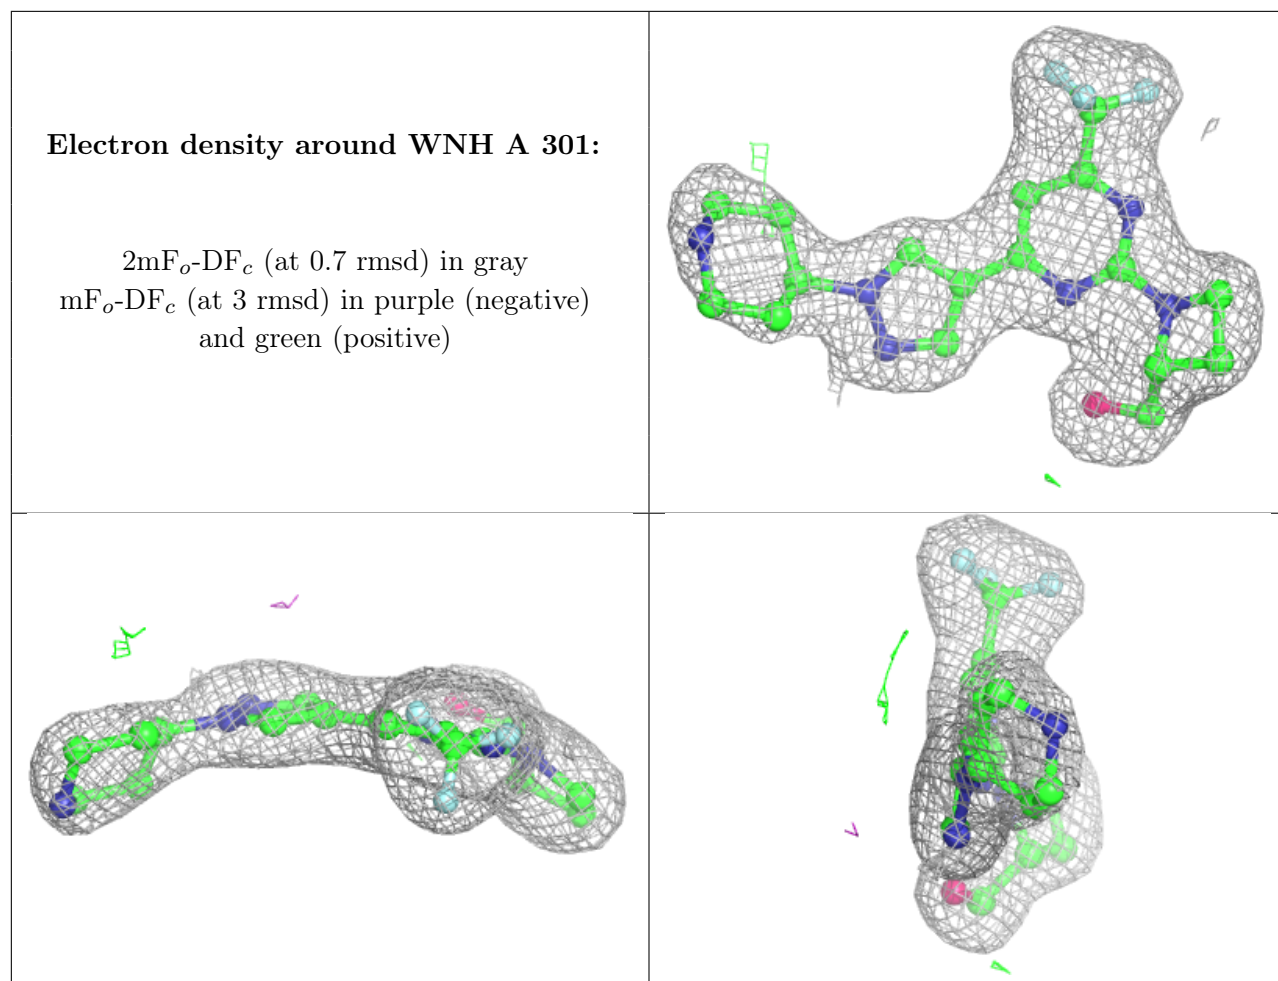 Electron density around WNH A 301:
2mFo-DFc (at 0.7 rmsd) in gray
mFo-DFc (at 3 rmsd) in purple (negative)
and green (positive)